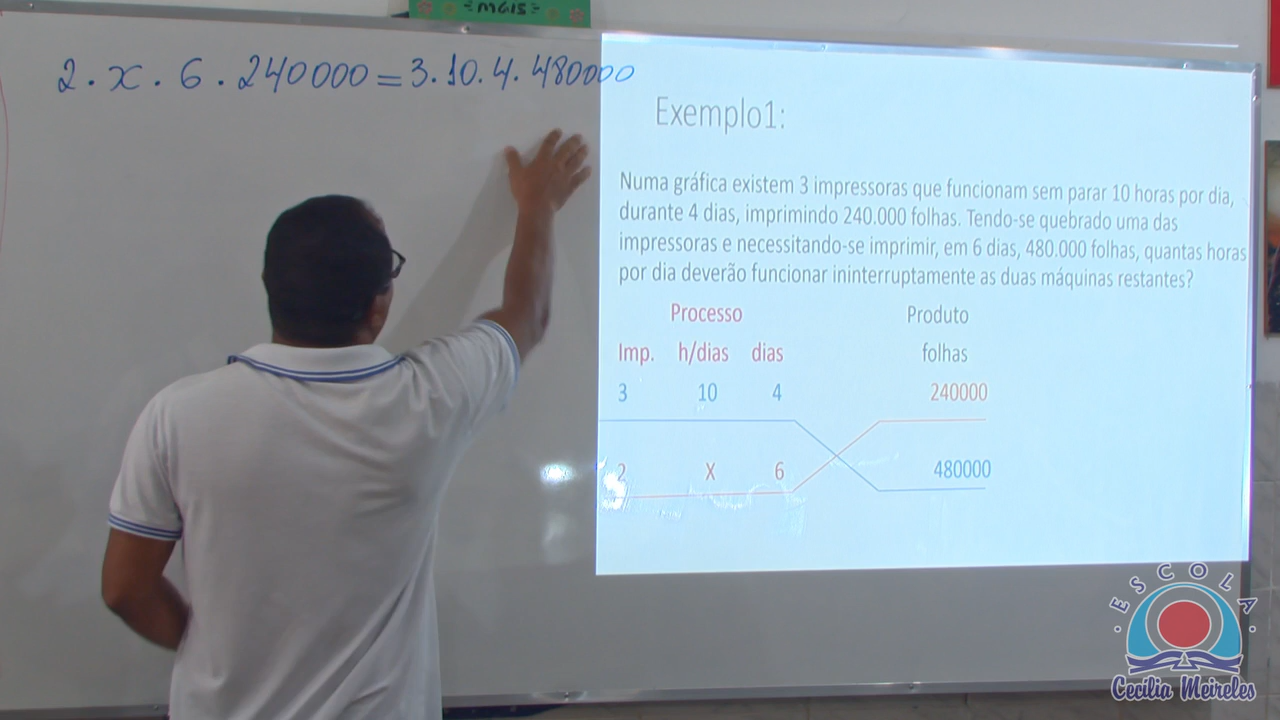 =MAIS=
2 . x . 6 . 240000 = 3 . 10 . 4 . 480000
Exemplo1:
Numa gráfica existem 3 impressoras que funcionam sem parar 10 horas por dia,
durante 4 dias, imprimindo 240.000 folhas. Tendo-se quebrado uma das
impressoras e necessitando-se imprimir, em 6 dias, 480.000 folhas, quantas horas
por dia deverão funcionar ininterruptamente as duas máquinas restantes?
Processo Produto
Imp. h/dias dias folhas
3 10 4 240000
2 X 6 480000
ESCOLA
Cecilia Meireles